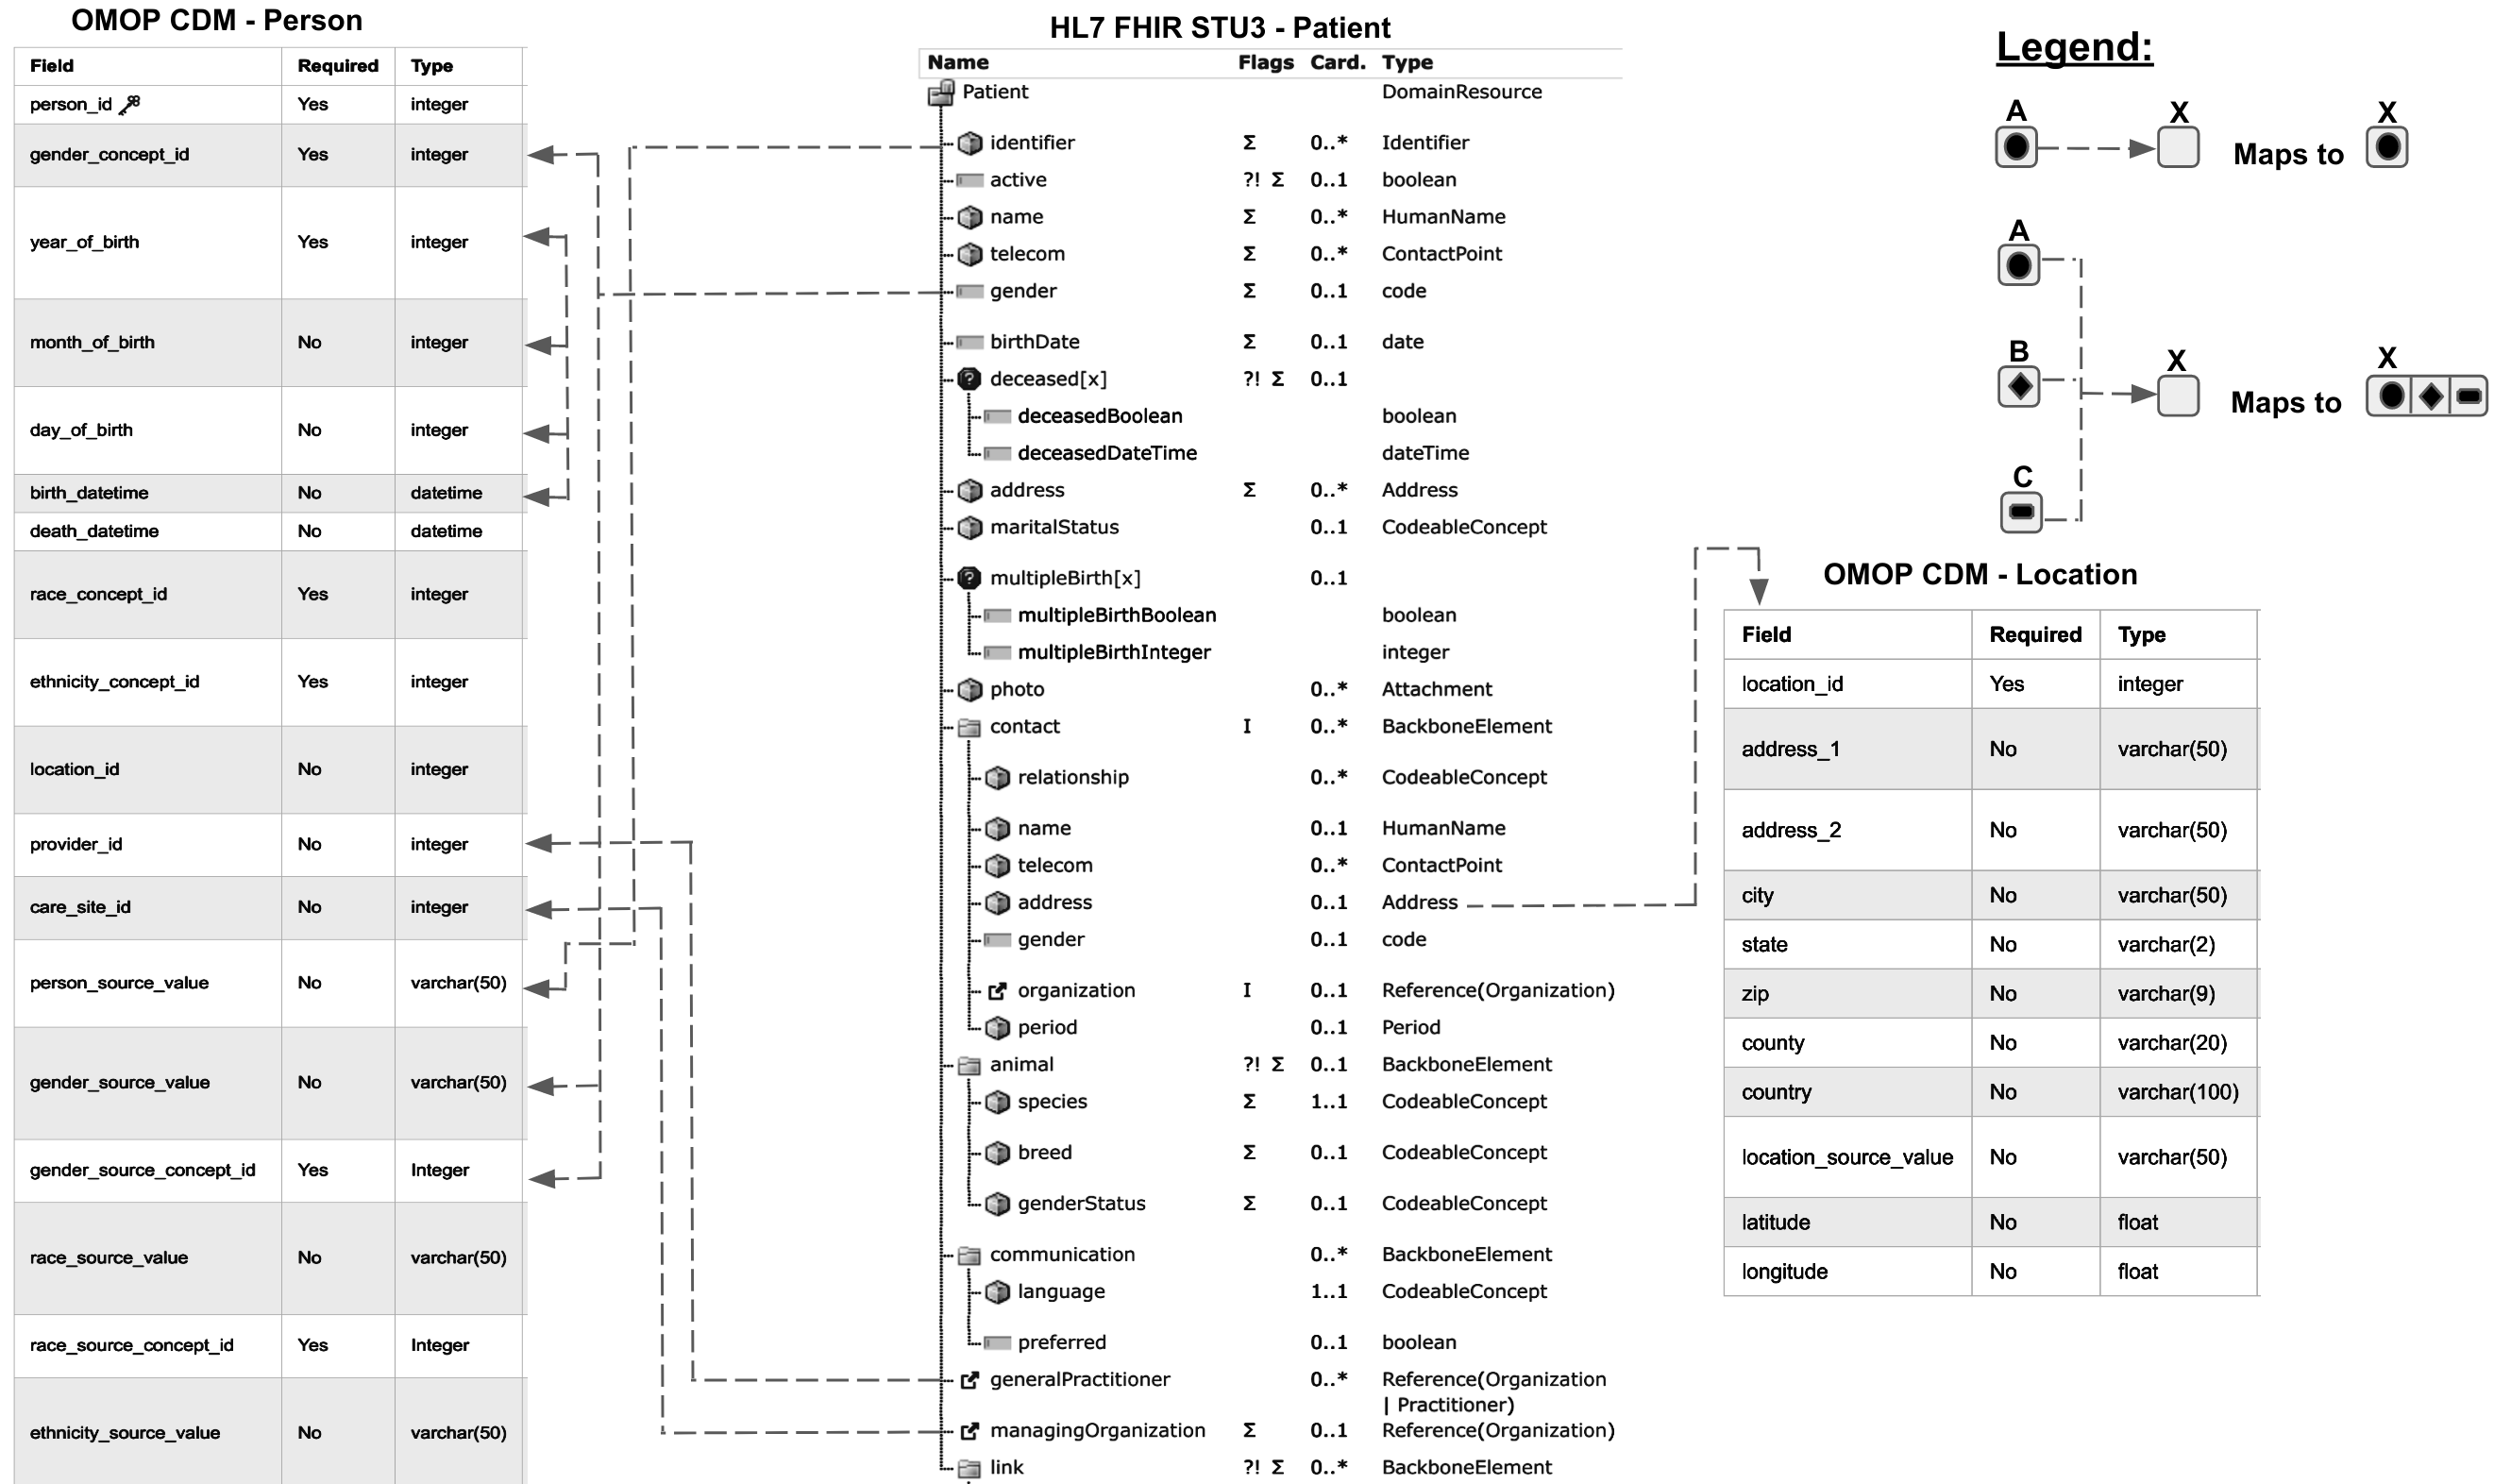 OMOP CDM - Person
Field Required Type
person_id Yes integer
gender_concept_id Yes integer
year_of_birth Yes integer
month_of_birth No integer
day_of_birth No integer
birth_datetime No datetime
death_datetime No datetime
race_concept_id Yes integer
ethnicity_concept_id Yes integer
location_id No integer
provider_id No integer
care_site_id No integer
person_source_value No varchar(50)
gender_source_value No varchar(50)
gender_source_concept_id Yes Integer
race_source_value No varchar(50)
race_source_concept_id Yes Integer
ethnicity_source_value No varchar(50)
HL7 FHIR STU3 - Patient
Name Flags Card. Type
Patient DomainResource
identifier Σ 0..* Identifier
active ?! Σ 0..1 boolean
name Σ 0..* HumanName
telecom Σ 0..* ContactPoint
gender Σ 0..1 code
birthDate Σ 0..1 date
deceased[x] ?! Σ 0..1
deceasedBoolean boolean
deceasedDateTime dateTime
address Σ 0..* Address
maritalStatus 0..1 CodeableConcept
multipleBirth[x] 0..1
multipleBirthBoolean boolean
multipleBirthInteger integer
photo 0..* Attachment
contact I 0..* BackboneElement
relationship 0..* CodeableConcept
name 0..1 HumanName
telecom 0..* ContactPoint
address 0..1 Address
gender 0..1 code
organization I 0..1 Reference(Organization)
period 0..1 Period
animal ?! Σ 0..1 BackboneElement
species Σ 1..1 CodeableConcept
breed Σ 0..1 CodeableConcept
genderStatus Σ 0..1 CodeableConcept
communication 0..* BackboneElement
language 1..1 CodeableConcept
preferred 0..1 boolean
generalPractitioner 0..* Reference(Organization
| Practitioner)
managingOrganization Σ 0..1 Reference(Organization)
link ?! Σ 0..* BackboneElement
Legend:
A X X
Maps to
A
B X X
Maps to
C
OMOP CDM - Location
Field Required Type
location_id Yes integer
address_1 No varchar(50)
address_2 No varchar(50)
city No varchar(50)
state No varchar(2)
zip No varchar(9)
county No varchar(20)
country No varchar(100)
location_source_value No varchar(50)
latitude No float
longitude No float